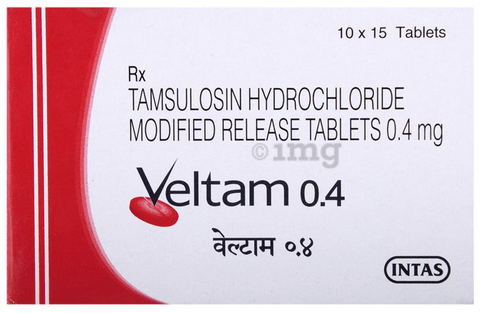 10 x 15 Tablets
Rx
TAMSULOSIN HYDROCHLORIDE
MODIFIED RELEASE TABLETS 0.4 mg
1mg
Veltam 0.4
वेल्टाम ०.४
INTAS